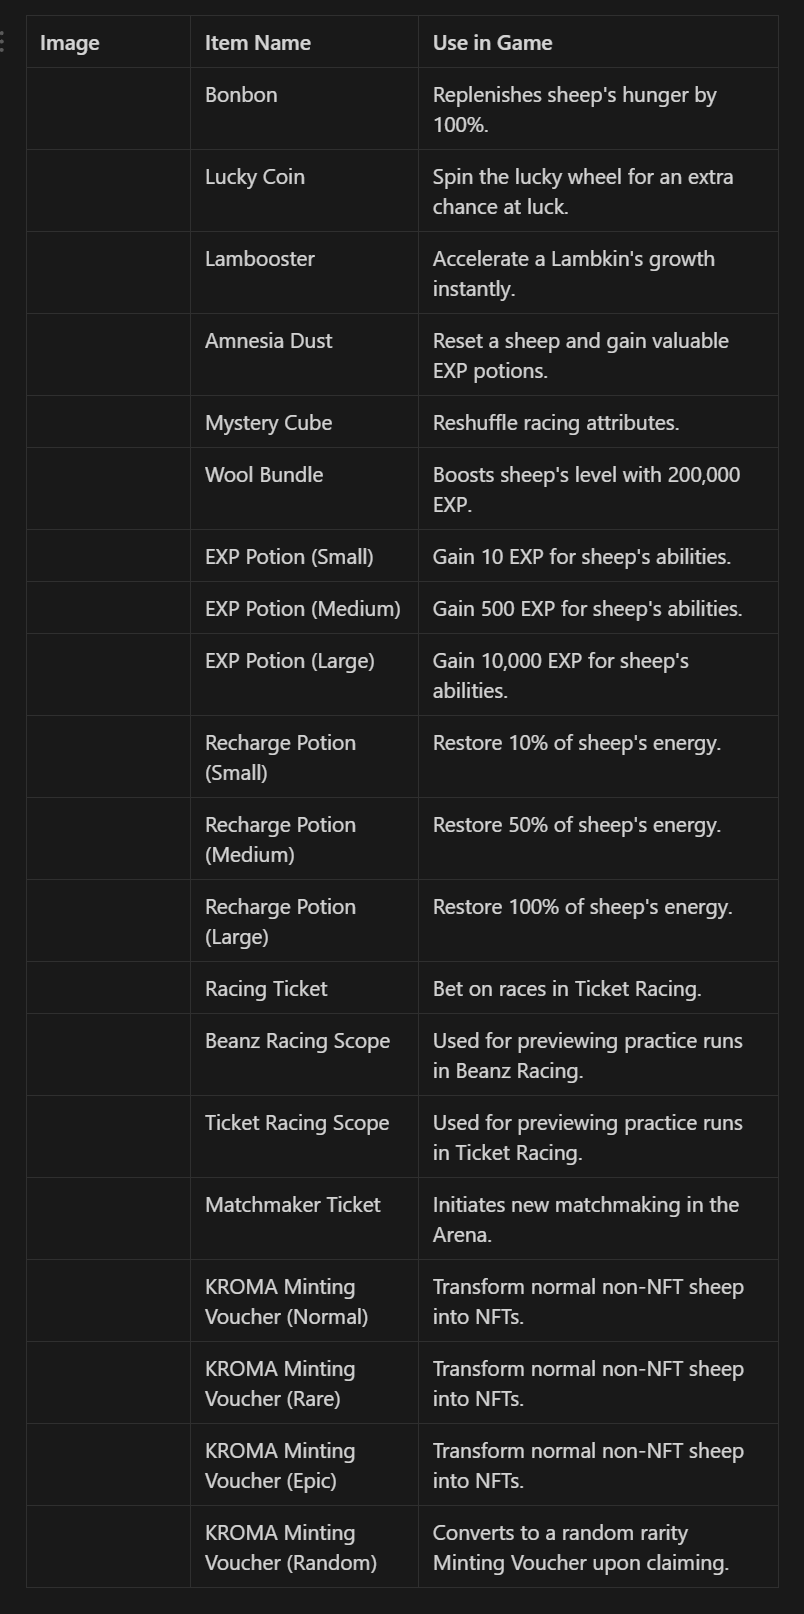 Image Item Name Use in Game
Bonbon Replenishes sheep's hunger by
100%.
Lucky Coin Spin the lucky wheel for an extra
chance at luck.
Lambooster Accelerate a Lambkin's growth
instantly.
Amnesia Dust Reset a sheep and gain valuable
EXP potions.
Mystery Cube Reshuffle racing attributes.
Wool Bundle Boosts sheep's level with 200,000
EXP.
EXP Potion (Small) Gain 10 EXP for sheep's abilities.
EXP Potion (Medium) Gain 500 EXP for sheep's abilities.
EXP Potion (Large) Gain 10,000 EXP for sheep's
abilities.
Recharge Potion Restore 10% of sheep's energy.
(Small)
Recharge Potion Restore 50% of sheep's energy.
(Medium)
Recharge Potion Restore 100% of sheep's energy.
(Large)
Racing Ticket Bet on races in Ticket Racing.
Beanz Racing Scope Used for previewing practice runs
in Beanz Racing.
Ticket Racing Scope Used for previewing practice runs
in Ticket Racing.
Matchmaker Ticket Initiates new matchmaking in the
Arena.
KROMA Minting Transform normal non-NFT sheep
Voucher (Normal) into NFTs.
KROMA Minting Transform normal non-NFT sheep
Voucher (Rare) into NFTs.
KROMA Minting Transform normal non-NFT sheep
Voucher (Epic) into NFTs.
KROMA Minting Converts to a random rarity
Voucher (Random) Minting Voucher upon claiming.